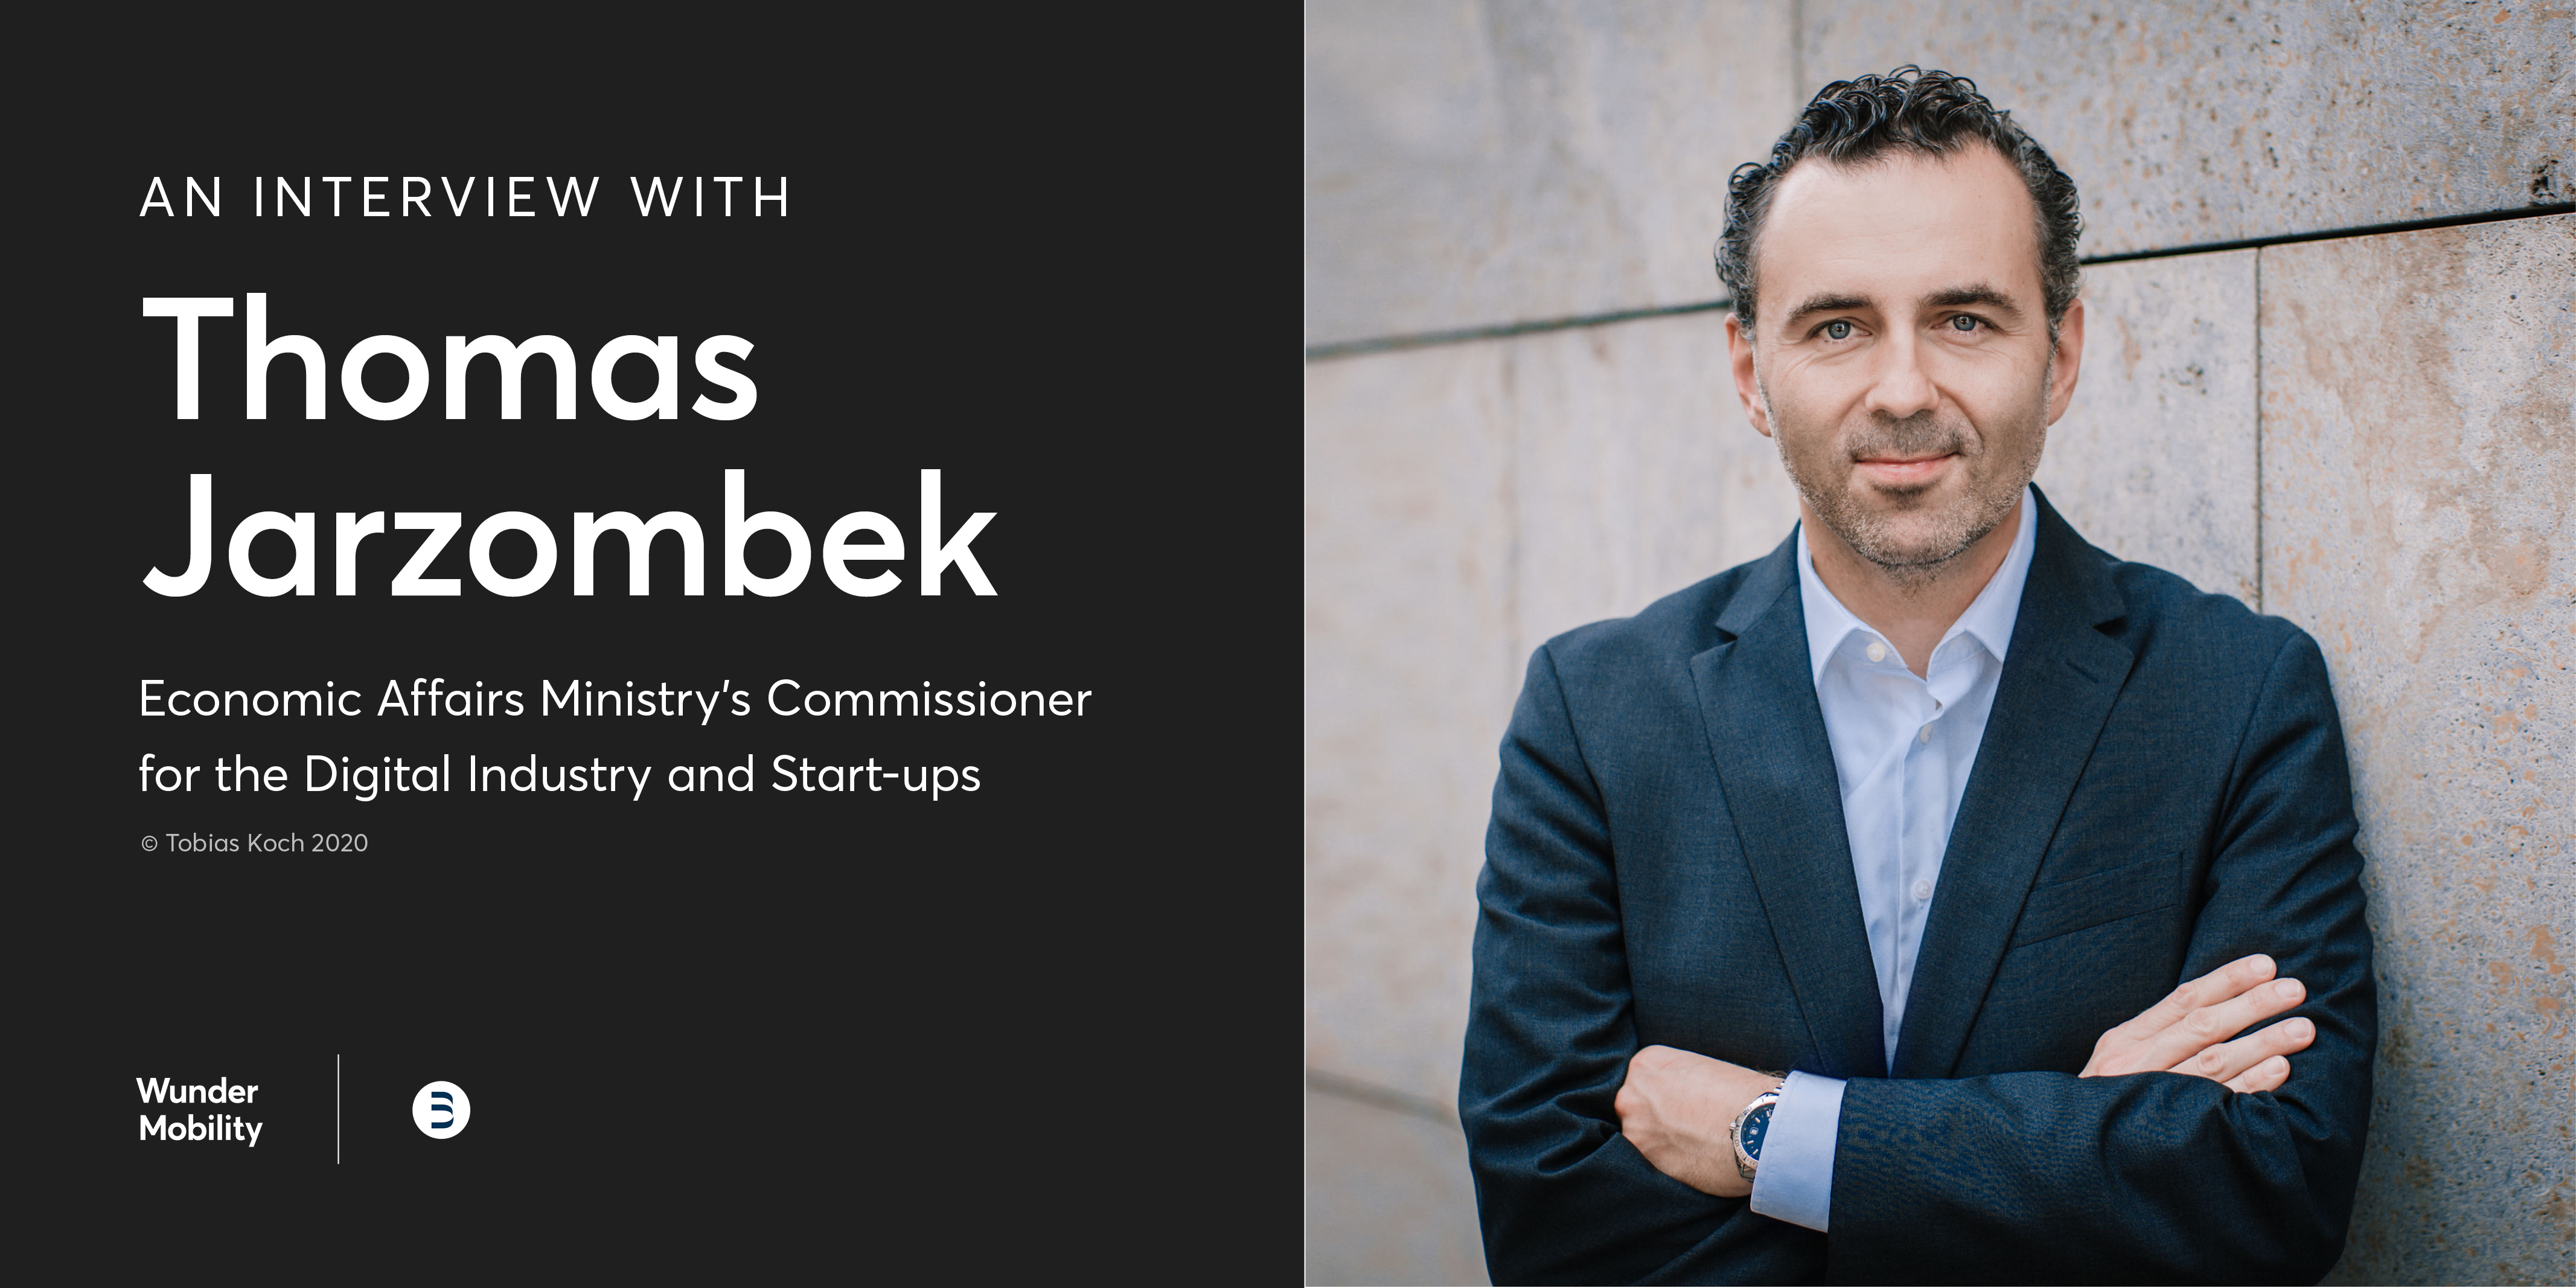 AN INTERVIEW WITH
Thomas
Jarzombek
Economic Affairs Ministry's Commissioner
for the Digital Industry and Start-ups
© Tobias Koch 2020
Wunder
Mobility